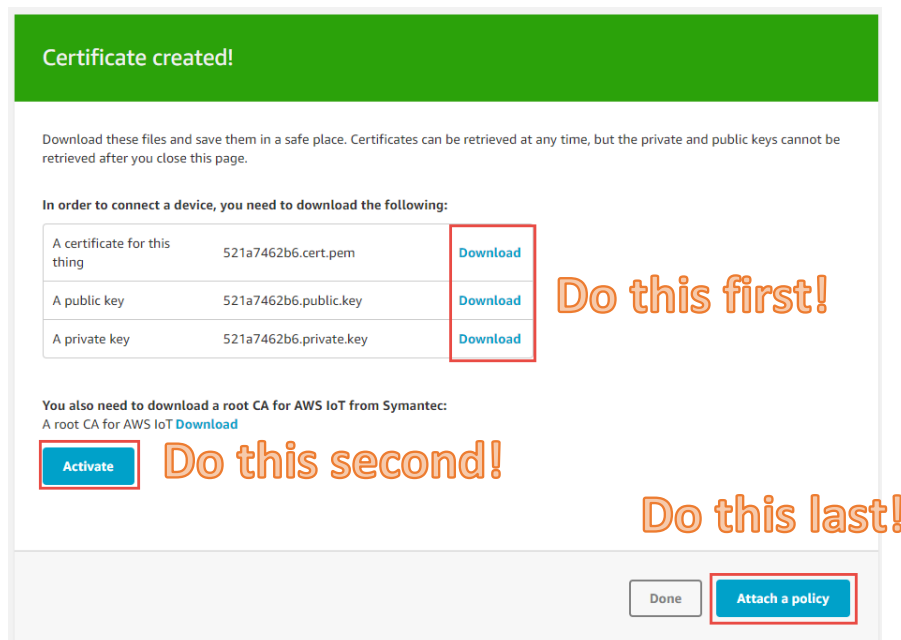 Certificate created!
Download these files and save them in a safe place. Certificates can be retrieved at any time, but the private and public keys cannot be
retrieved after you close this page.
In order to connect a device, you need to download the following:
A certificate for this
thing
521a7462b6.cert.pem
Download
A public key
521a7462b6.public.key
Download
A private key
521a7462b6.private.key
Download
Do this first!
You also need to download a root CA for AWS IoT from Symantec:
A root CA for AWS IoT Download
Activate
Do this second!
Do this last!
Done
Attach a policy